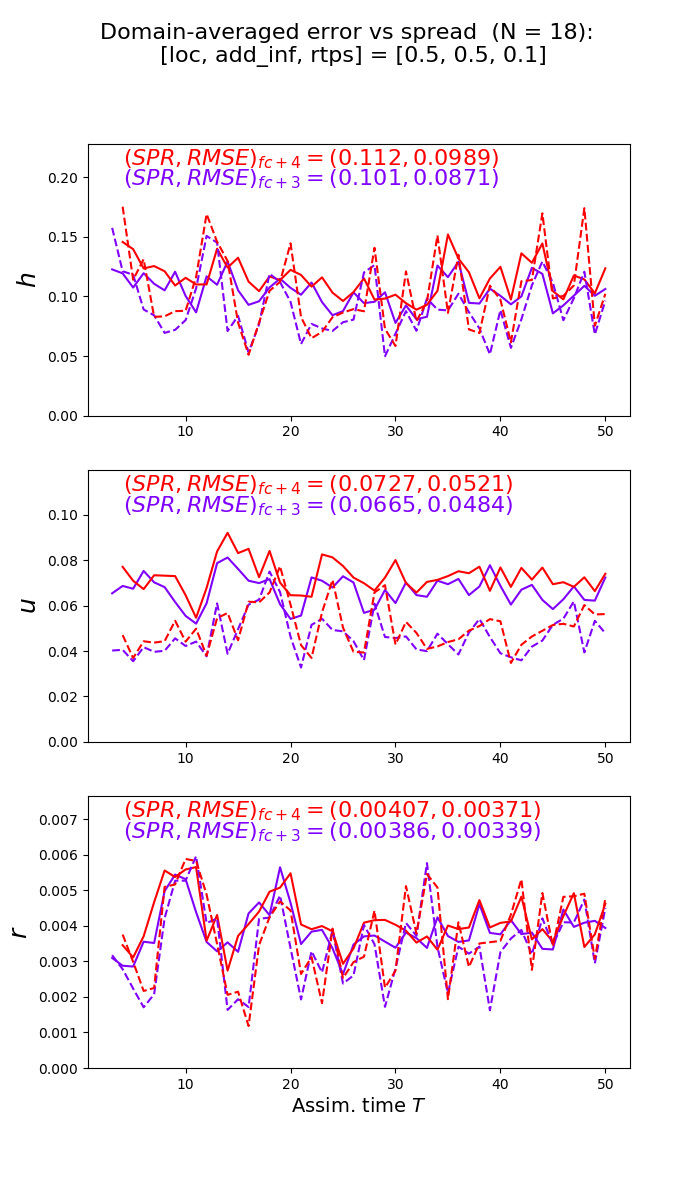 Domain-averaged error vs spread (N = 18):
[loc, add_inf, rtps] = [0.5, 0.5, 0.1]
(SPR, RMSE)fc+4 = (0.112, 0.0989)
(SPR, RMSE)fc+3 = (0.101, 0.0871)
0.20
0.15
0.10
0.05
0.00
h
10 20 30 40 50
(SPR, RMSE)fc+4 = (0.0727, 0.0521)
(SPR, RMSE)fc+3 = (0.0665, 0.0484)
0.10
0.08
0.06
0.04
0.02
0.00
u
10 20 30 40 50
(SPR, RMSE)fc+4 = (0.00407, 0.00371)
(SPR, RMSE)fc+3 = (0.00386, 0.00339)
0.007
0.006
0.005
0.004
0.003
0.002
0.001
0.000
r
10 20 30 40 50
Assim. time T